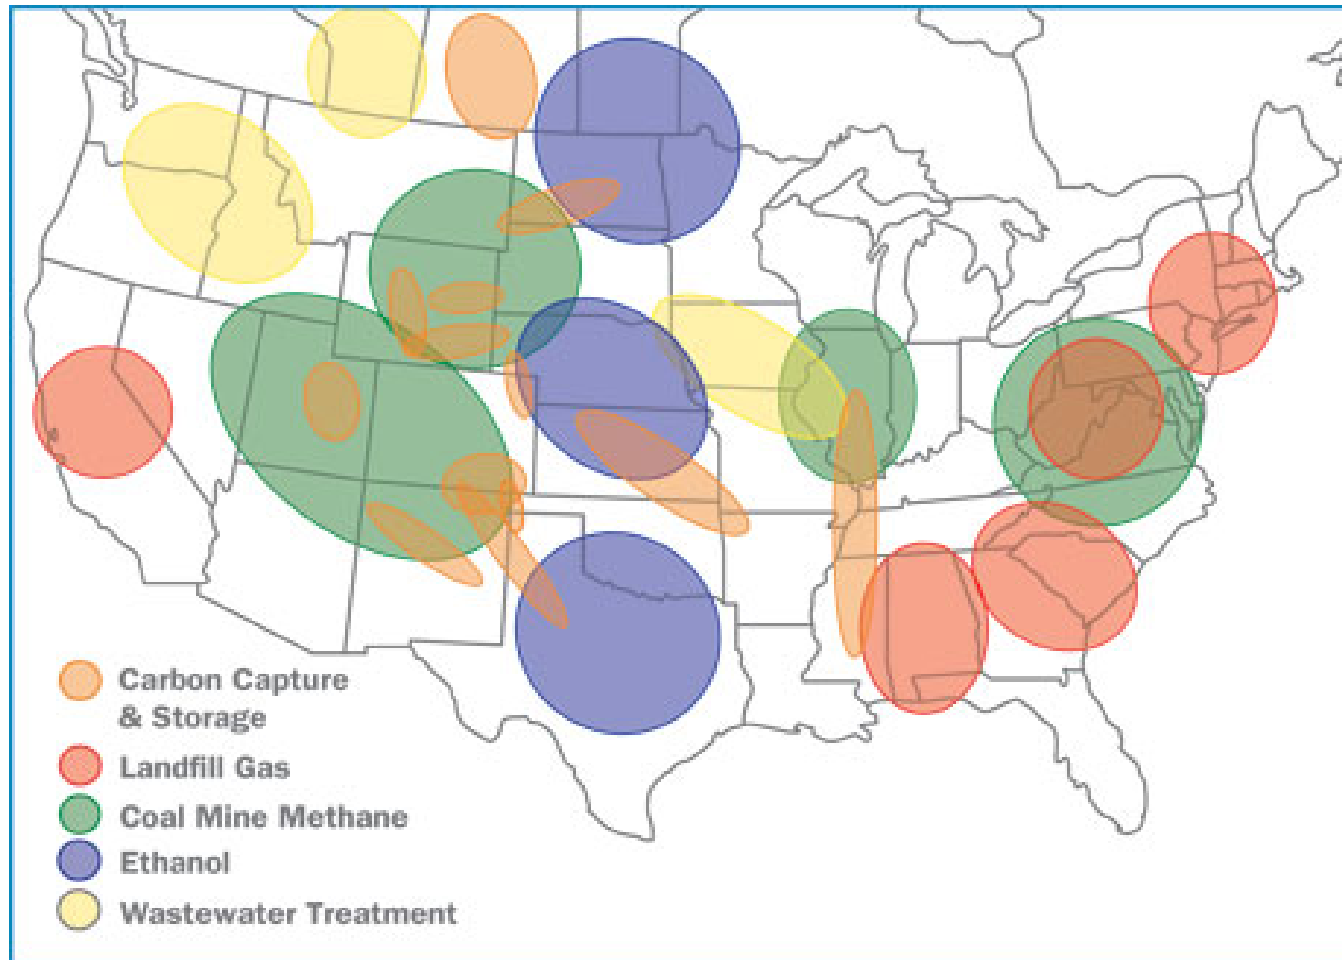 Carbon Capture
& Storage
Landfill Gas
Coal Mine Methane
Ethanol
Wastewater Treatment